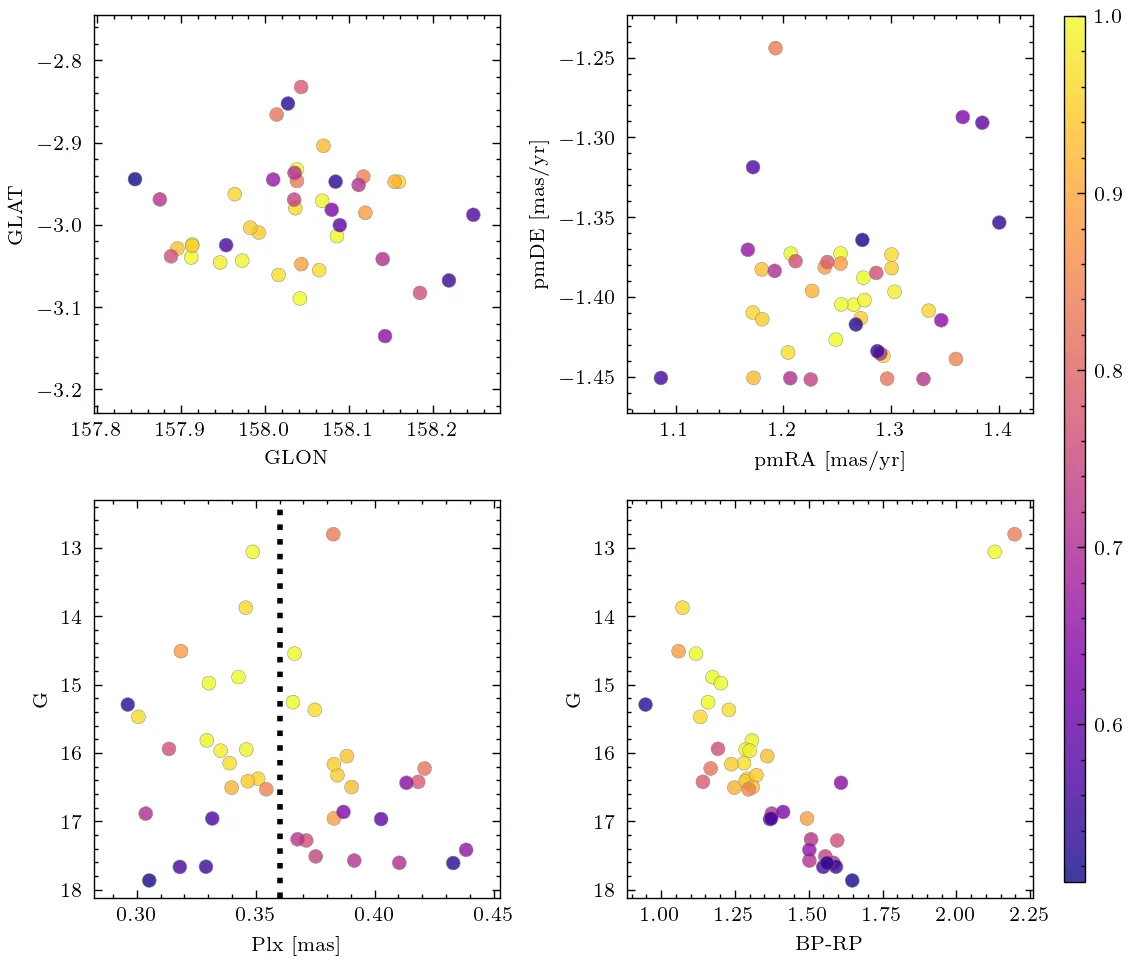 −2.8
−2.9
−3.0
−3.1
−3.2
GLAT
157.8 157.9 158.0 158.1 158.2
GLON
−1.25
−1.30
−1.35
−1.40
−1.45
pmDE [mas/yr]
1.1 1.2 1.3 1.4
pmRA [mas/yr]
1.0
0.9
0.8
0.7
0.6
13
14
15
16
17
18
G
0.30 0.35 0.40 0.45
Plx [mas]
13
14
15
16
17
18
G
1.00 1.25 1.50 1.75 2.00 2.25
BP-RP